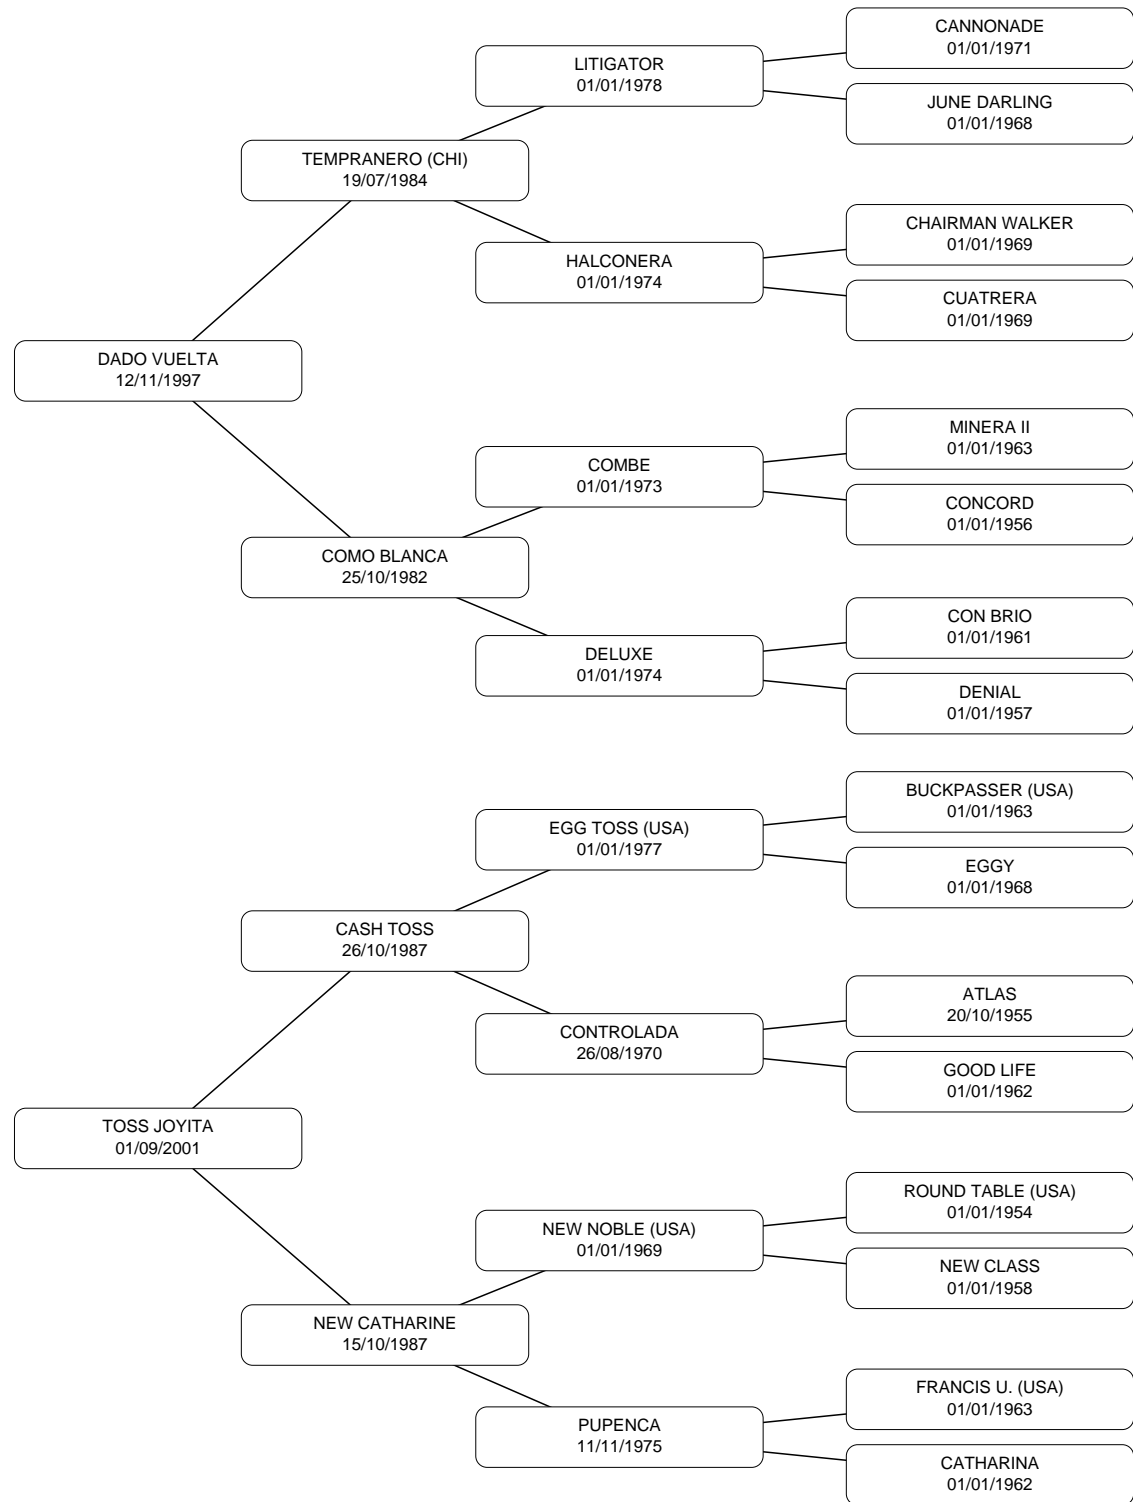 CANNONADE
01/01/1971
LITIGATOR
01/01/1978
JUNE DARLING
01/01/1968
TEMPRANERO (CHI)
19/07/1984
CHAIRMAN WALKER
01/01/1969
HALCONERA
01/01/1974
CUATRERA
01/01/1969
DADO VUELTA
12/11/1997
MINERA II
01/01/1963
COMBE
01/01/1973
CONCORD
01/01/1956
COMO BLANCA
25/10/1982
CON BRIO
01/01/1961
DELUXE
01/01/1974
DENIAL
01/01/1957
BUCKPASSER (USA)
01/01/1963
EGG TOSS (USA)
01/01/1977
EGGY
01/01/1968
CASH TOSS
26/10/1987
ATLAS
20/10/1955
CONTROLADA
26/08/1970
GOOD LIFE
01/01/1962
TOSS JOYITA
01/09/2001
ROUND TABLE (USA)
01/01/1954
NEW NOBLE (USA)
01/01/1969
NEW CLASS
01/01/1958
NEW CATHARINE
15/10/1987
FRANCIS U. (USA)
01/01/1963
PUPENCA
11/11/1975
CATHARINA
01/01/1962